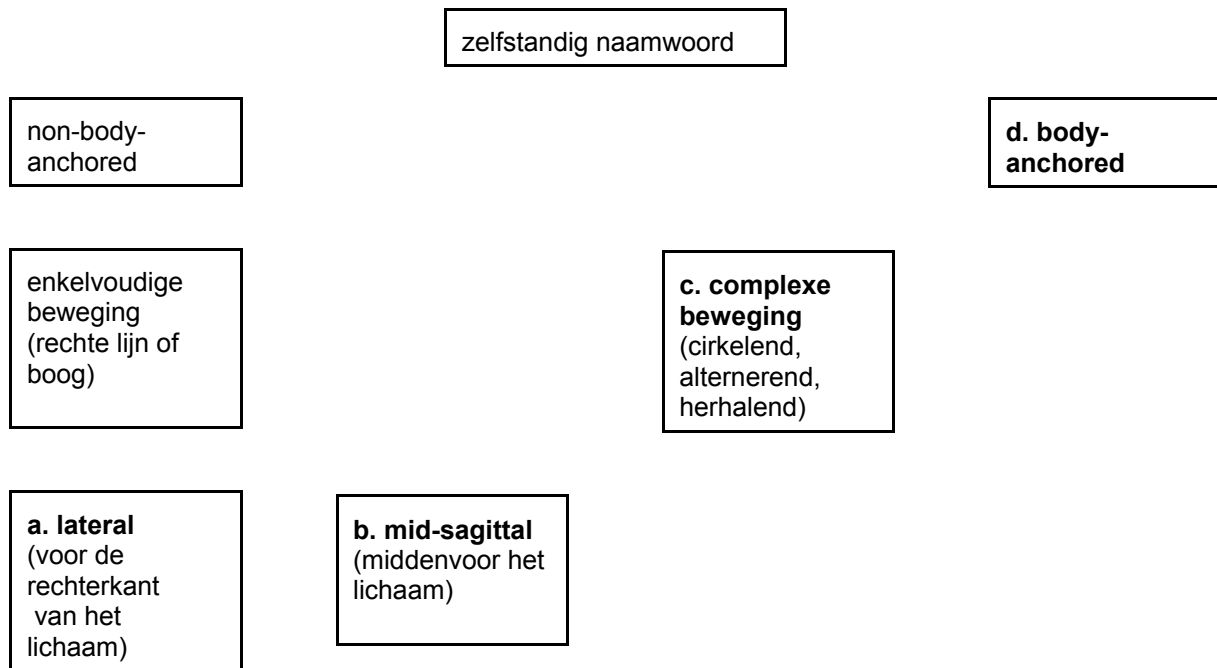 zelfstandig naamwoord
non-body-
anchored
d. body-
anchored
enkelvoudige
beweging
(rechte lijn of
boog)
c. complexe
beweging
(cirkelend,
alternerend,
herhalend)
a. lateral
(voor de
rechterkant
van het
lichaam)
b. mid-sagittal
(middenvoor het
lichaam)